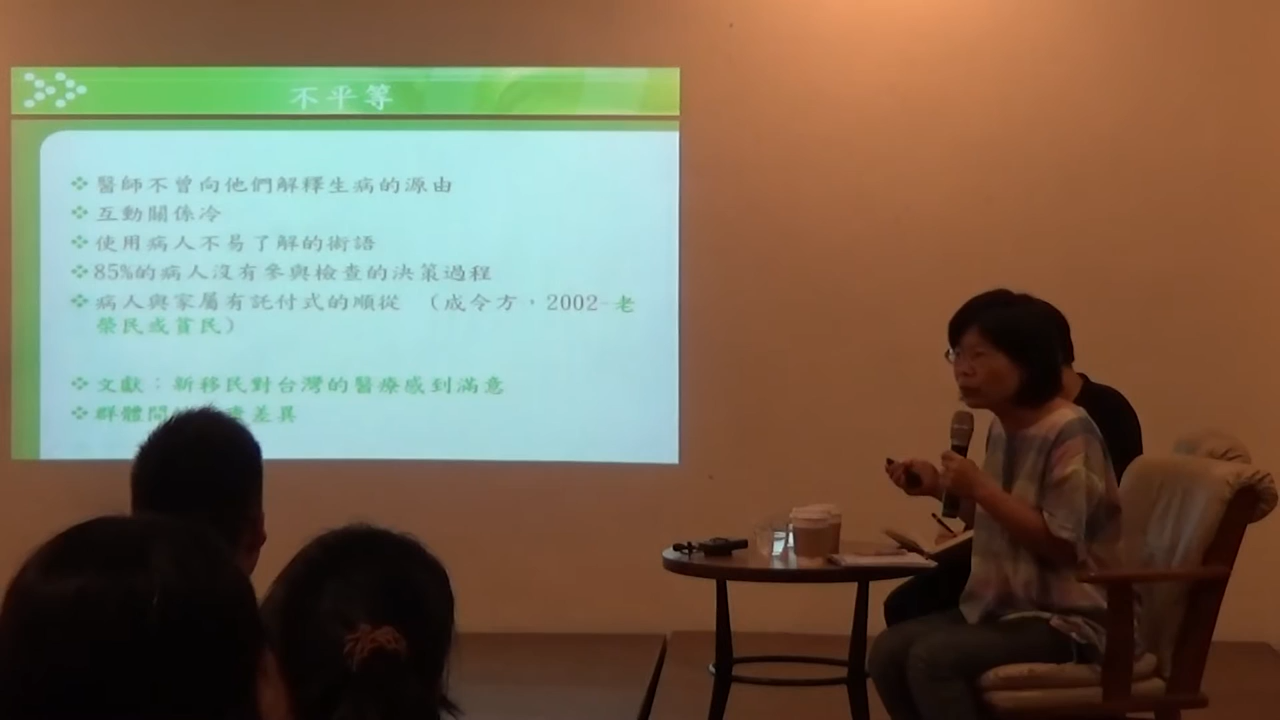 不平等
醫師不曾向他們解釋生病的源由
互動關係冷
使用病人不易了解的術語
85%的病人沒有參與檢查的決策過程
病人與家屬有託付式的順從 （成令方，2002-老
榮民或貧民）
文獻：新移民對台灣的醫療感到滿意
群體間 差異